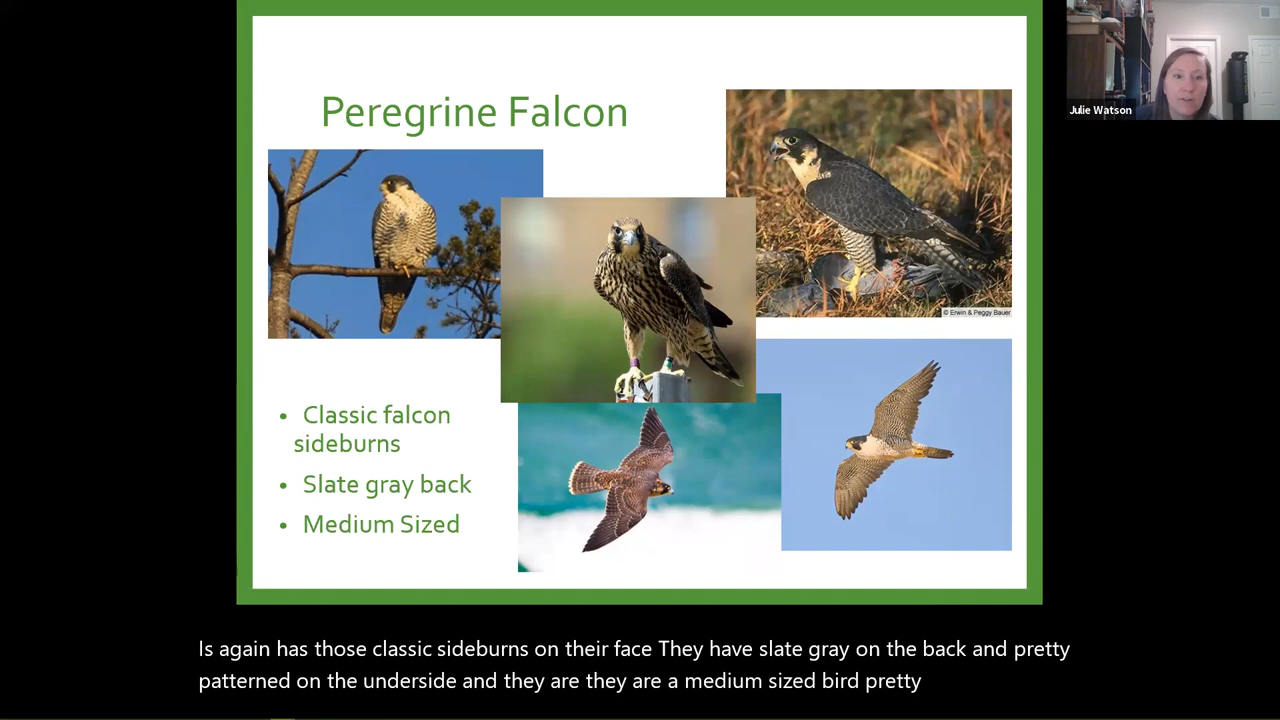 Julie Watson
Peregrine Falcon
© Erwin & Peggy Bauer
• Classic falcon
sideburns
• Slate gray back
• Medium Sized
Is again has those classic sideburns on their face They have slate gray on the back and pretty
patterned on the underside and they are they are a medium sized bird pretty